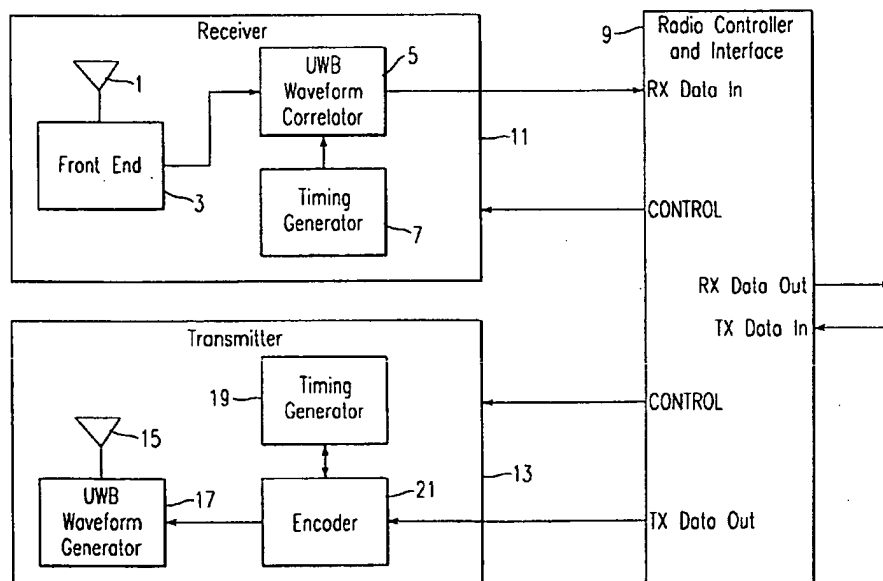 Receiver
1
Front End
3
UWB
Waveform
Correlator
5
Timing
Generator
7
11
9
Radio Controller
and Interface
RX Data In
CONTROL
RX Data Out
TX Data In
CONTROL
TX Data Out
Transmitter
15
UWB
Waveform
Generator
17
19
Timing
Generator
Encoder
21
13